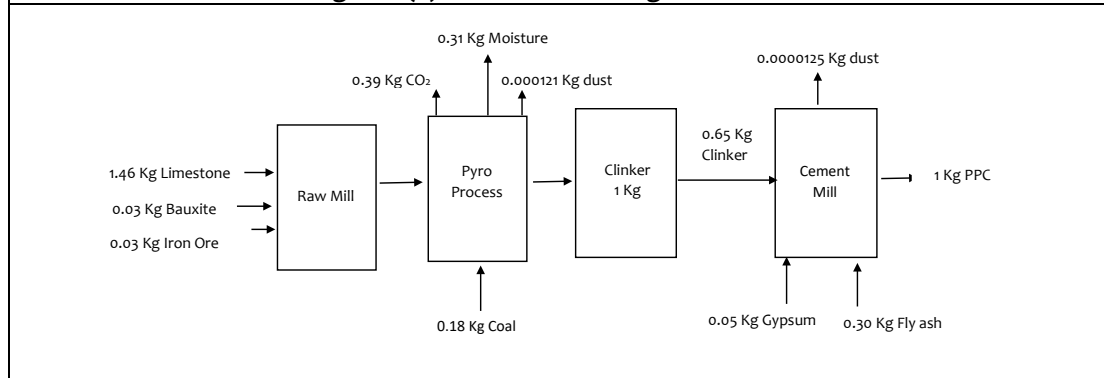 0.31 Kg Moisture
0.39 Kg CO₂
0.000121 Kg dust
0.0000125 Kg dust
1.46 Kg Limestone
0.03 Kg Bauxite
0.03 Kg Iron Ore
Raw Mill
Pyro
Process
Clinker
1 Kg
0.65 Kg
Clinker
Cement
Mill
1 Kg PPC
0.18 Kg Coal
0.05 Kg Gypsum
0.30 Kg Fly ash